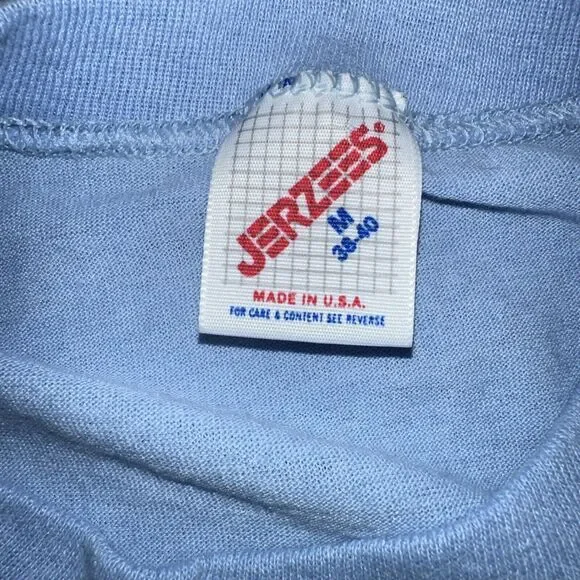 JERZEES®
M
38-40
MADE IN U.S.A.
FOR CARE & CONTENT SEE REVERSE